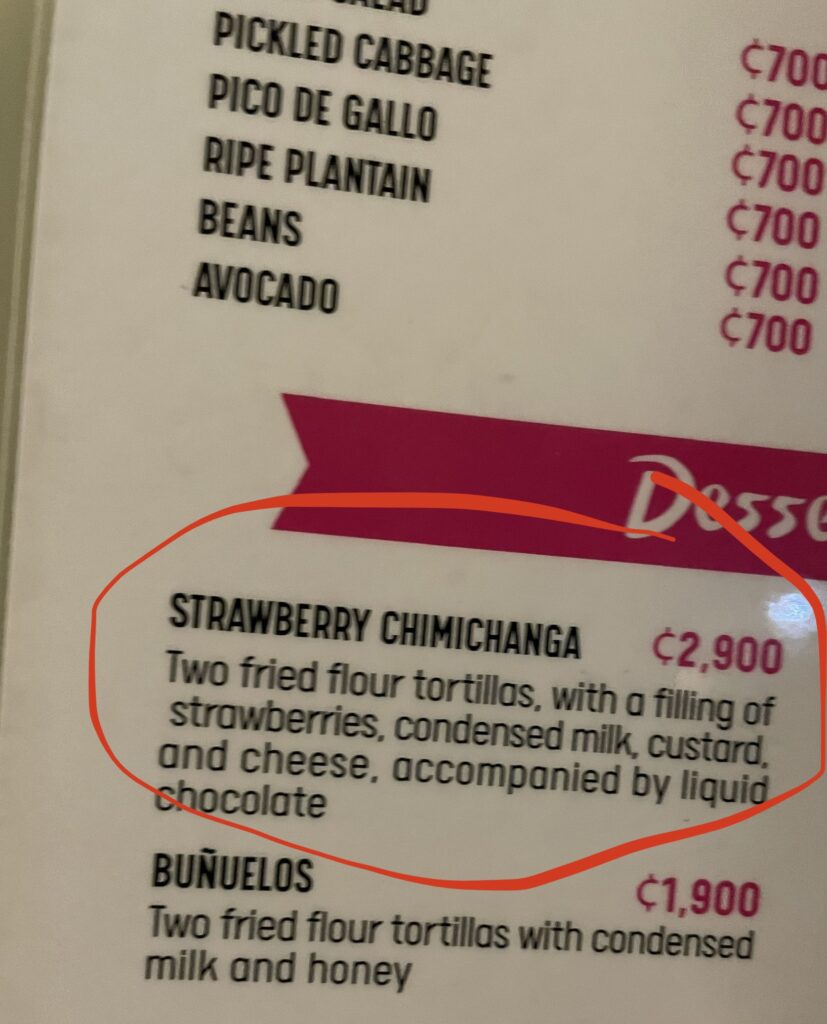 PICKLED CABBAGE ₡700
PICO DE GALLO ₡700
RIPE PLANTAIN ₡700
BEANS ₡700
AVOCADO ₡700
₡700
STRAWBERRY CHIMICHANGA ₡2,900
Two fried flour tortillas, with a filling of
strawberries, condensed milk, custard,
and cheese, accompanied by liquid
chocolate
BUÑUELOS ₡1,900
Two fried flour tortillas with condensed
milk and honey